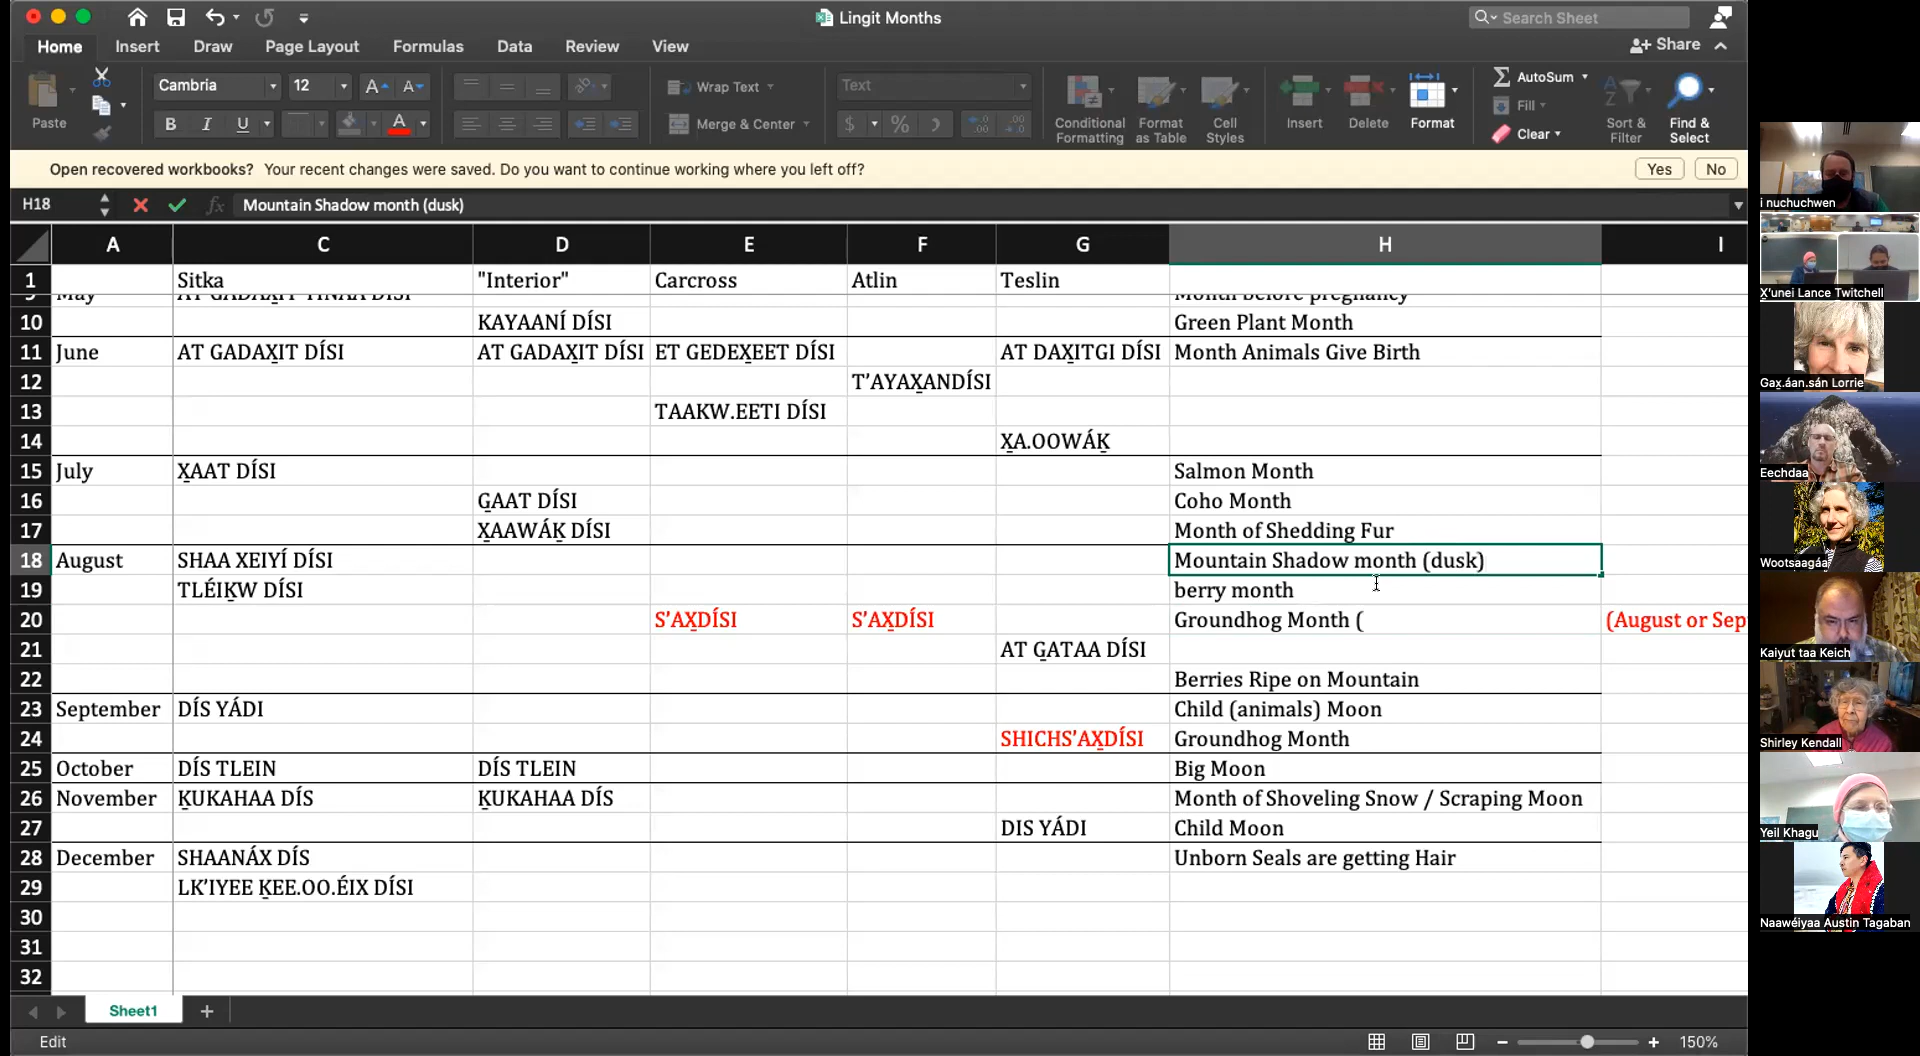 Lingit Months
Search Sheet
Home Insert Draw Page Layout Formulas Data Review View Share
Paste
Cambria 12 A A
B I U A
Wrap Text
Merge & Center
Text
$ %
Conditional Formatting
Format as Table
Cell Styles
Insert
Delete
Format
AutoSum
Fill
Clear
Sort & Filter
Find & Select
Open recovered workbooks? Your recent changes were saved. Do you want to continue working where you left off? Yes No
H18 fx Mountain Shadow month (dusk)
A C D E F G H I
1 Sitka "Interior" Carcross Atlin Teslin
9 May AT GADAX̱IT YINAA DÍSI Month before pregnancy
10 KAYAANÍ DÍSI Green Plant Month
11 June AT GADAX̱IT DÍSI AT GADAX̱IT DÍSI ET GEDEX̱EET DÍSI AT DAX̱ITGI DÍSI Month Animals Give Birth
12 T’AYAX̱ANDÍSI
13 TAAKW.EETI DÍSI
14 X̱A.OOWÁḴ
15 July X̱AAT DÍSI Salmon Month
16 G̱AAT DÍSI Coho Month
17 X̱AAWÁḴ DÍSI Month of Shedding Fur
18 August SHAA XEIYÍ DÍSI Mountain Shadow month (dusk)
19 TLÉIḴW DÍSI berry month
20 S’AX̱DÍSI S’AX̱DÍSI Groundhog Month ( (August or Sep
21 AT G̱ATAA DÍSI
22 Berries Ripe on Mountain
23 September DÍS YÁDI Child (animals) Moon
24 SHICHS’AX̱DÍSI Groundhog Month
25 October DÍS TLEIN DÍS TLEIN Big Moon
26 November ḴUKAHAA DÍS ḴUKAHAA DÍS Month of Shoveling Snow / Scraping Moon
27 DIS YÁDI Child Moon
28 December SHAANÁX DÍS Unborn Seals are getting Hair
29 LK’IYEE ḴEE.OO.ÉIX DÍSI
30
31
32
Sheet1 +
Edit 150%
i nuchuchwen
X̱'unei Lance Twitchell
Gax̱.áan.sán Lorrie
Eechdaa
Wootsaagáa
Kaiyut taa Keich
Shirley Kendall
Yeil Khagu
Naawéiyaa Austin Tagaban